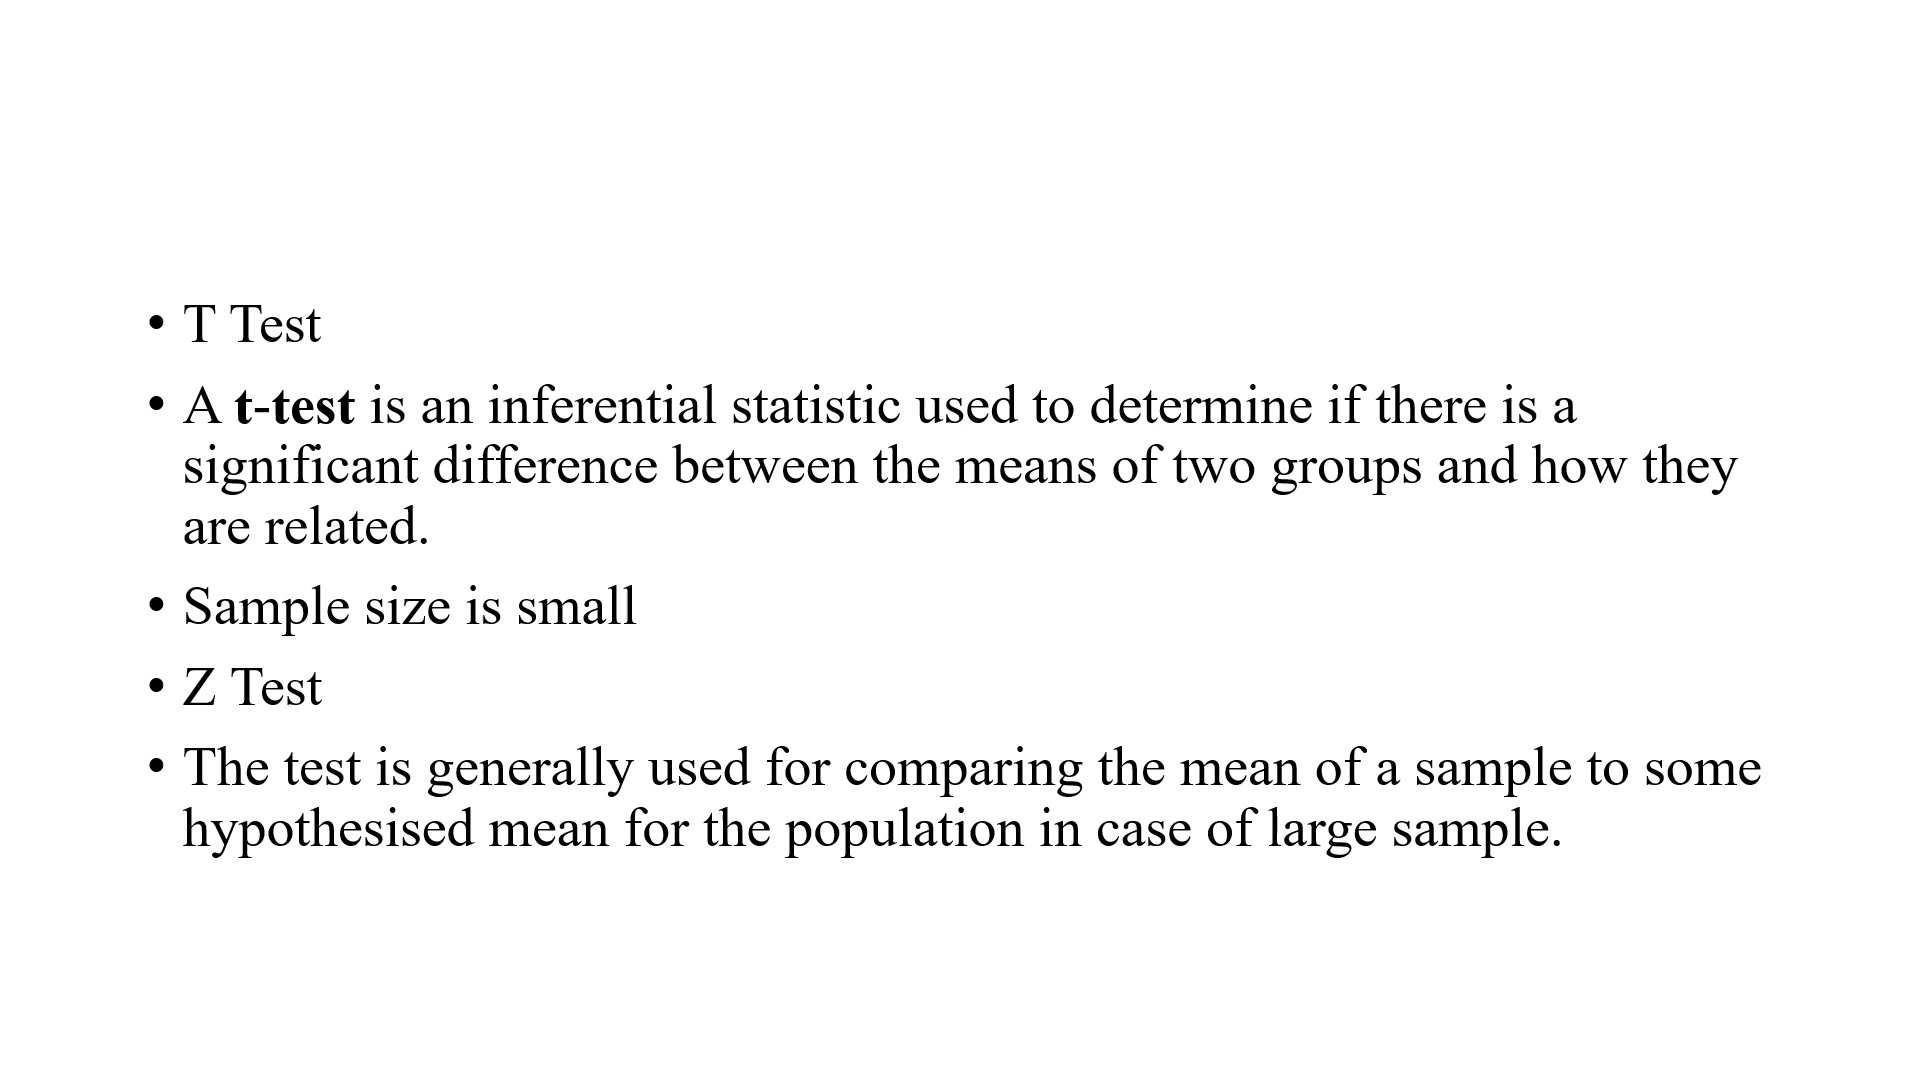 • T Test
• A t-test is an inferential statistic used to determine if there is a
significant difference between the means of two groups and how they
are related.
• Sample size is small
• Z Test
• The test is generally used for comparing the mean of a sample to some
hypothesised mean for the population in case of large sample.